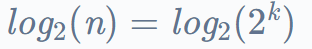 log₂(n) = log₂(2ᵏ)